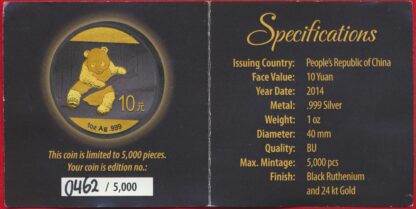 10元
1oz Ag .999
This coin is limited to 5,000 pieces.
Your coin is edition no.:
0462 / 5,000
Specifications
Issuing Country: People's Republic of China
Face Value: 10 Yuan
Year Date: 2014
Metal: .999 Silver
Weight: 1 oz
Diameter: 40 mm
Quality: BU
Max. Mintage: 5,000 pcs
Finish: Black Ruthenium
and 24 kt Gold